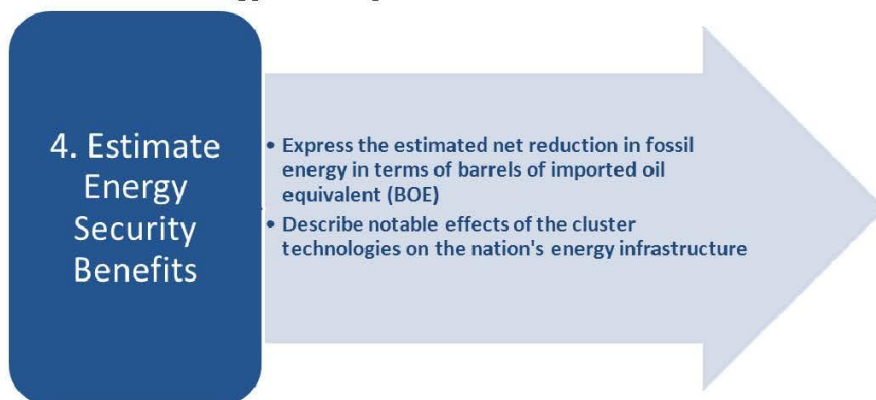 4. Estimate
Energy
Security
Benefits
• Express the estimated net reduction in fossil
energy in terms of barrels of imported oil
equivalent (BOE)
• Describe notable effects of the cluster
technologies on the nation's energy infrastructure